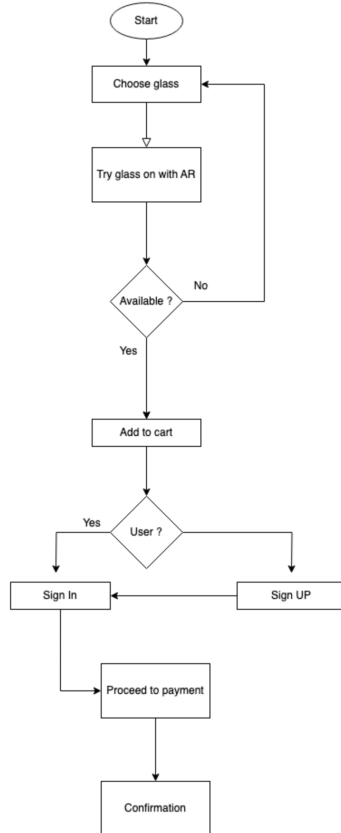 Start
Choose glass
Try glass on with AR
Available ?
No
Yes
Add to cart
Yes
User ?
Sign In
Sign UP
Proceed to payment
Confirmation